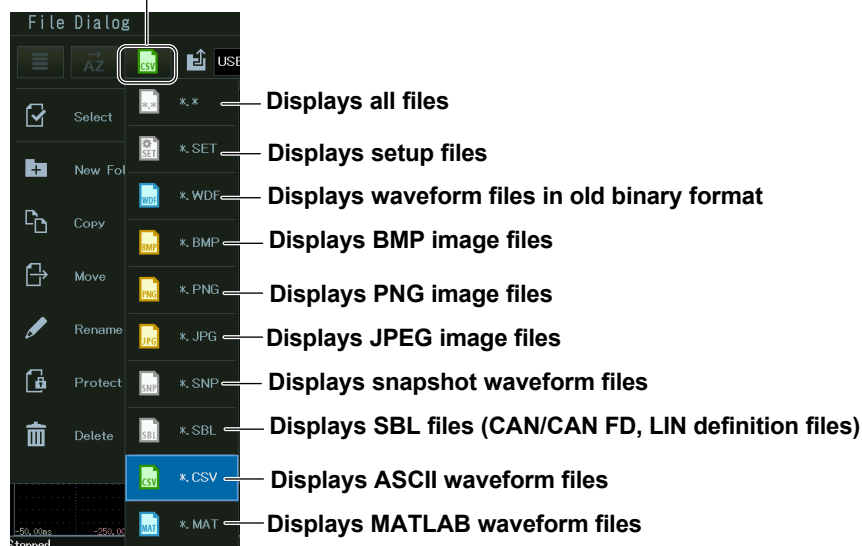 File Dialog
AZ CSV USB
Select *.* *.* Displays all files
SET *.SET Displays setup files
New Fol WDF *.WDF Displays waveform files in old binary format
Copy BMP *.BMP Displays BMP image files
Move PNG *.PNG Displays PNG image files
Rename JPG *.JPG Displays JPEG image files
Protect SNP *.SNP Displays snapshot waveform files
Delete SBL *.SBL Displays SBL files (CAN/CAN FD, LIN definition files)
CSV *.CSV Displays ASCII waveform files
MAT *.MAT Displays MATLAB waveform files
-50.00ms